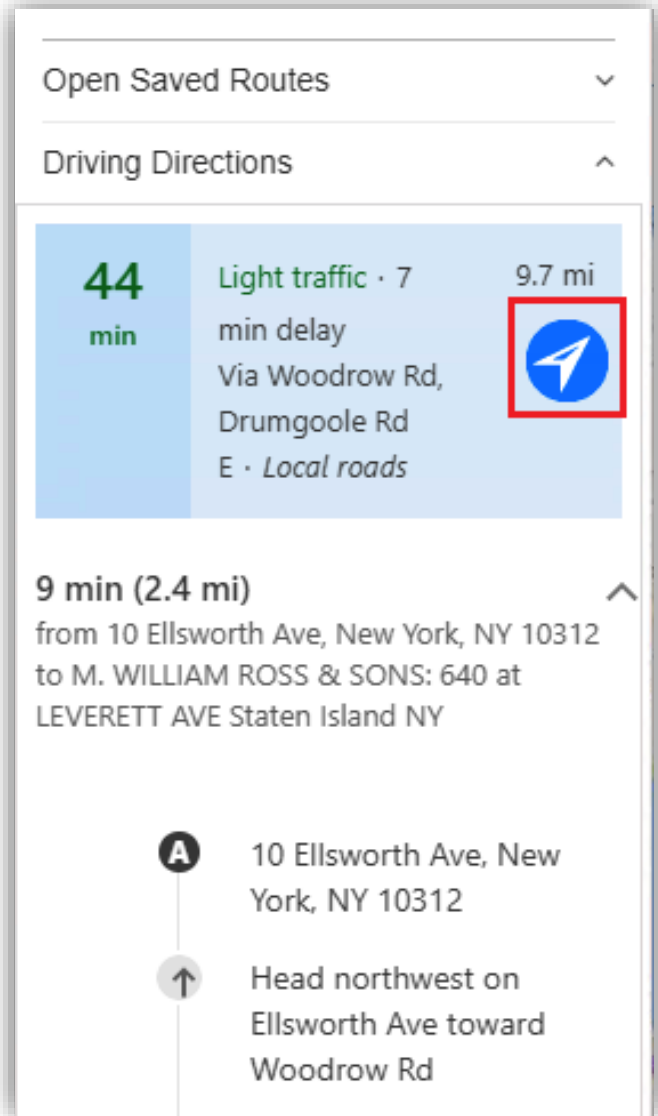 Open Saved Routes
Driving Directions
44
min
Light traffic · 7
min delay
Via Woodrow Rd,
Drumgoole Rd
E · Local roads
9.7 mi
9 min (2.4 mi)
from 10 Ellsworth Ave, New York, NY 10312
to M. WILLIAM ROSS & SONS: 640 at
LEVERETT AVE Staten Island NY
A
10 Ellsworth Ave, New
York, NY 10312
Head northwest on
Ellsworth Ave toward
Woodrow Rd